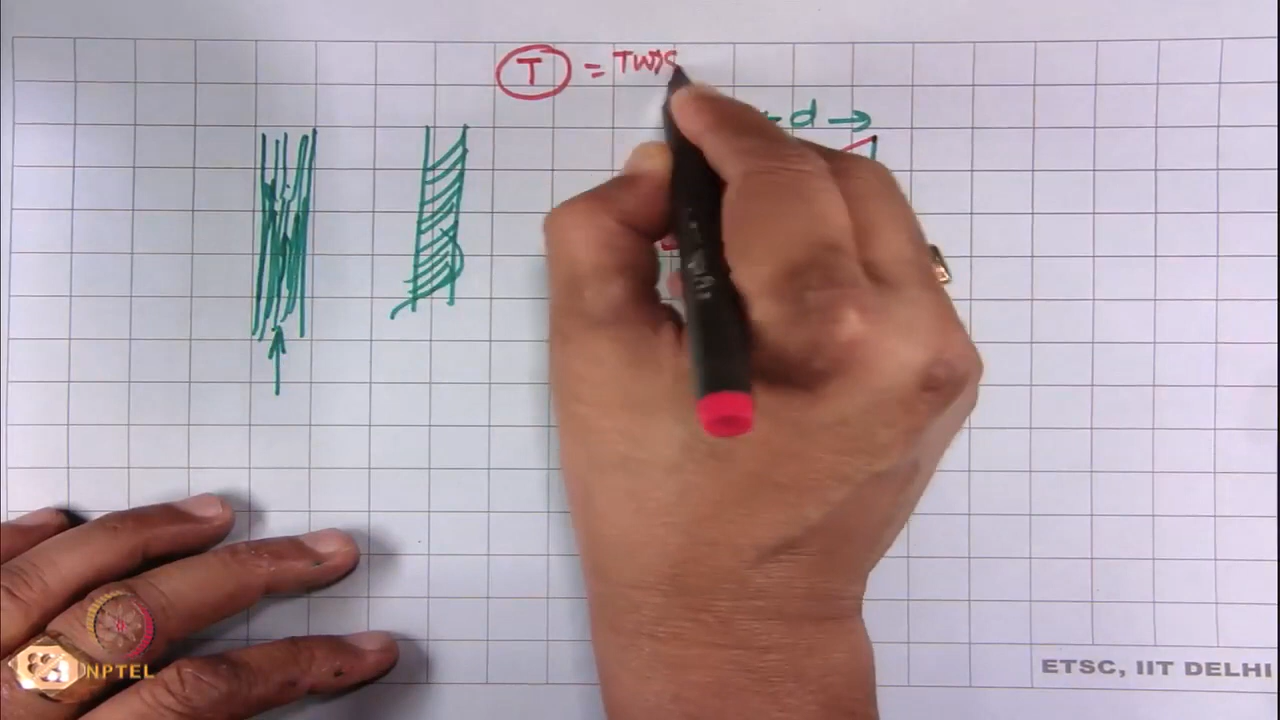 T = Twis
d
NPTEL
ETSC, IIT DELHI